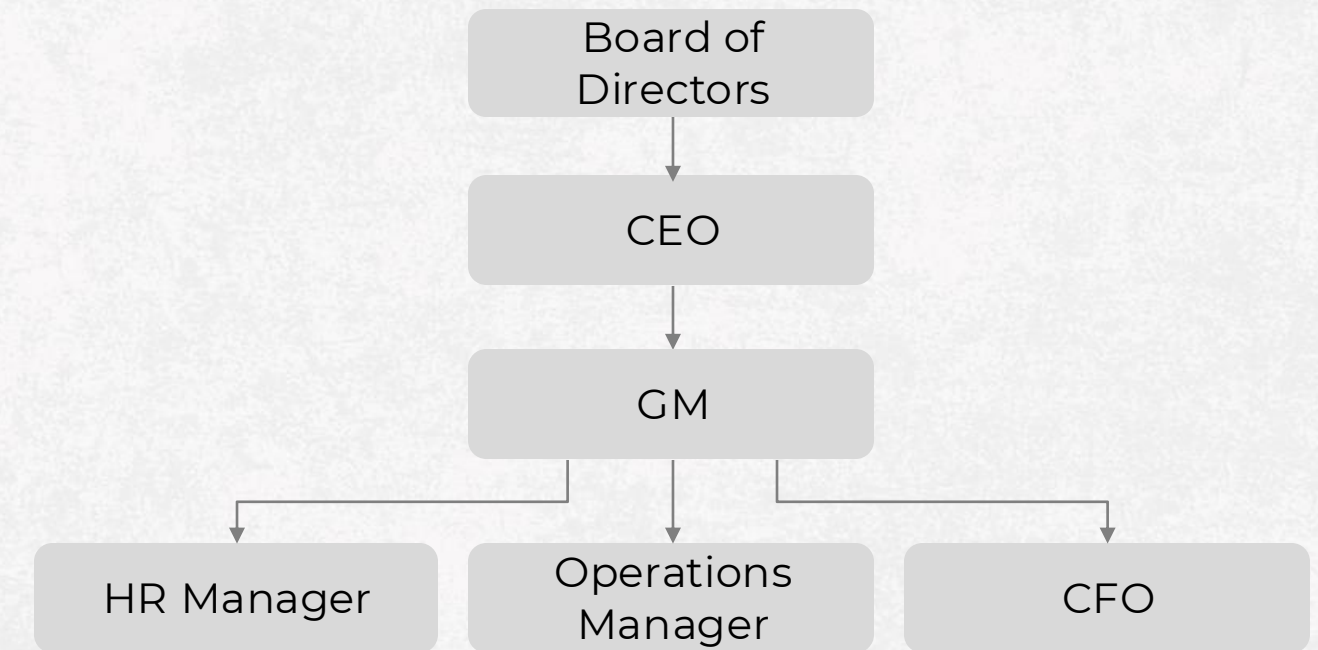 Board of
Directors
CEO
GM
HR Manager
Operations
Manager
CFO